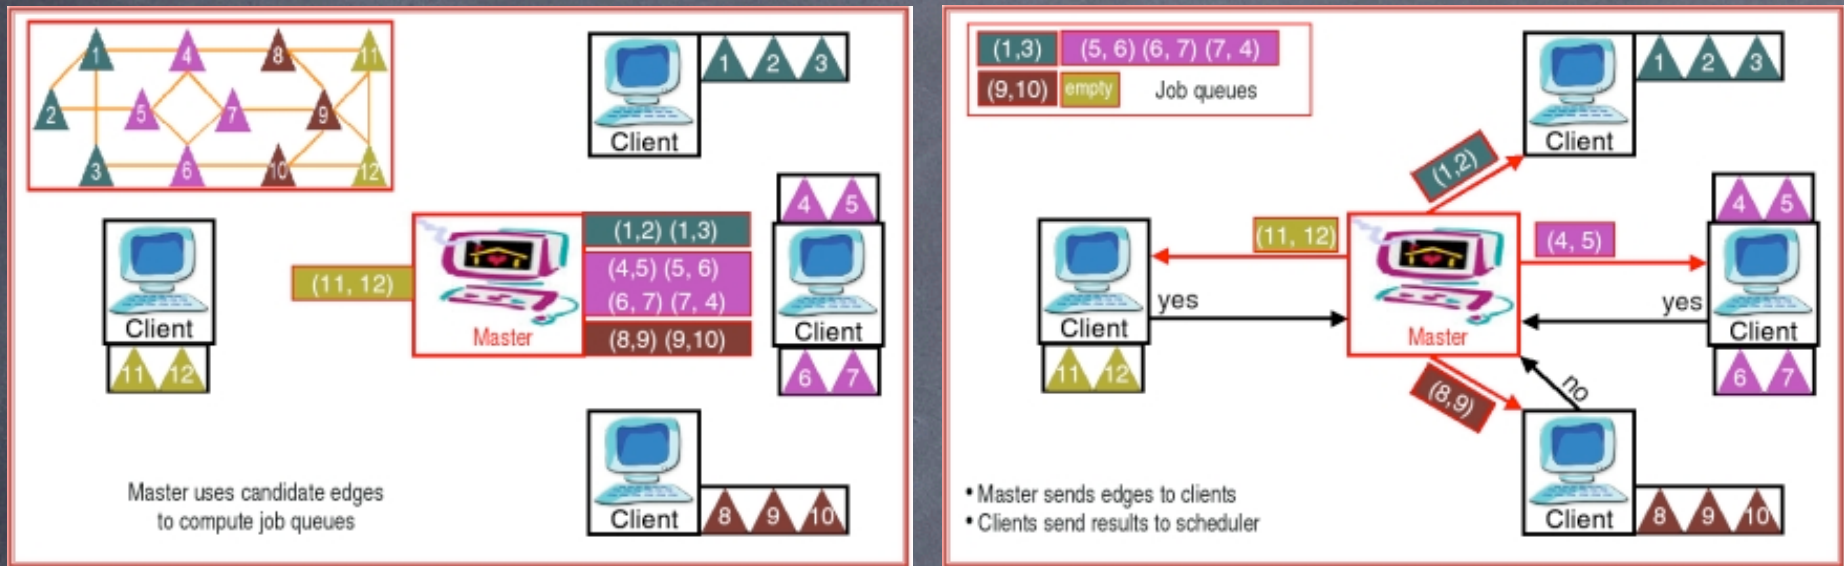 1 4 8 11
2 5 7 9
3 6 10 12
Client
1 2 3
4 5
Client
6 7
Client
11 12
(11, 12)
Master
(1,2) (1,3)
(4,5) (5, 6)
(6, 7) (7, 4)
(8,9) (9,10)
Client
8 9 10
Master uses candidate edges
to compute job queues
(1,3) (5, 6) (6, 7) (7, 4)
(9,10) empty Job queues
Client
1 2 3
(1,2)
(11, 12)
(4, 5)
4 5
Client
yes
Client
yes
Master
11 12
6 7
(8,9)
no
Client
8 9 10
• Master sends edges to clients
• Clients send results to scheduler